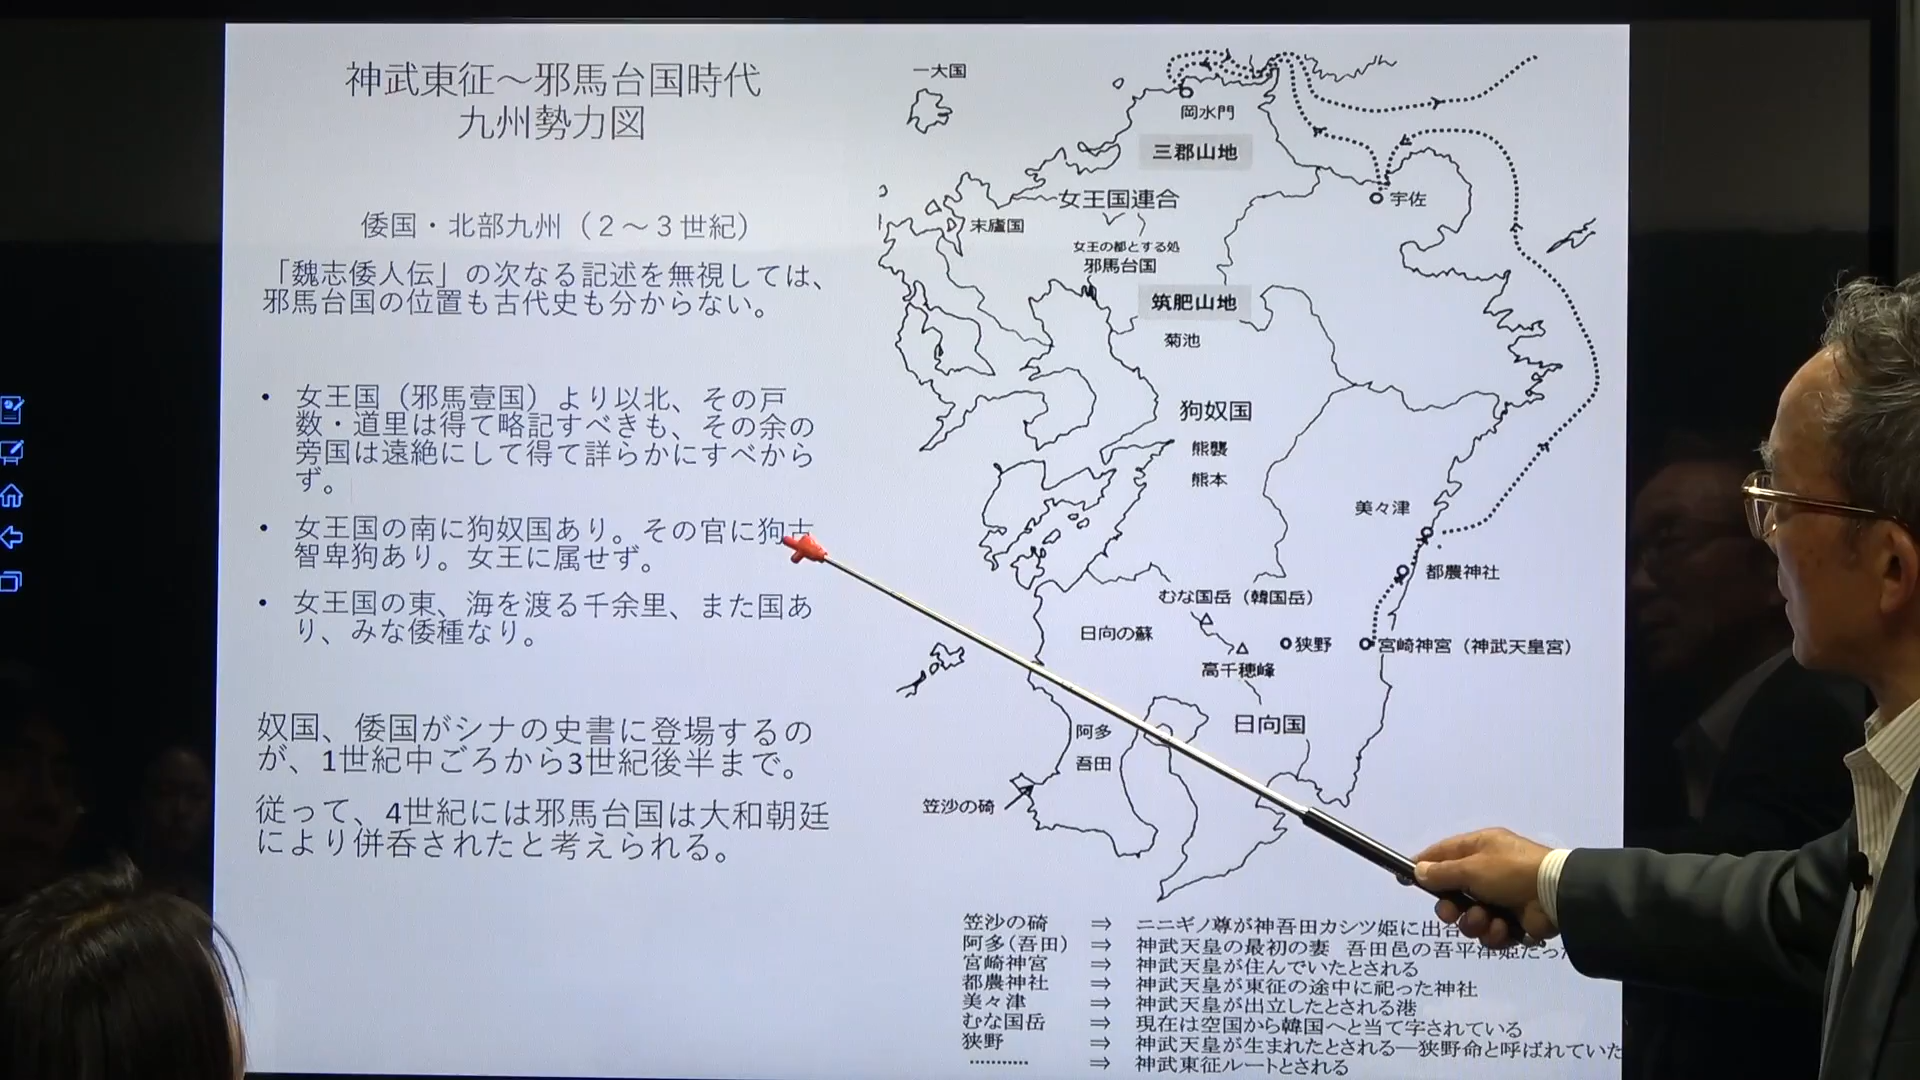 神武東征～邪馬台国時代
九州勢力図
倭国・北部九州（２～３世紀）
「魏志倭人伝」の次なる記述を無視しては、
邪馬台国の位置も古代史も分からない。
• 女王国（邪馬壹国）より以北、その戸
数・道里は得て略記すべきも、その余の
旁国は遠絶にして得て詳らかにすべから
ず。
• 女王国の南に狗奴国あり。その官に狗古
智卑狗あり。女王に属せず。
• 女王国の東、海を渡る千余里、また国あ
り、みな倭種なり。
奴国、倭国がシナの史書に登場するの
が、1世紀中ごろから3世紀後半まで。
従って、4世紀には邪馬台国は大和朝廷
により併呑されたと考えられる。
一大国
岡水門
三郡山地
女王国連合
宇佐
末廬国
女王の都とする処
邪馬台国
筑肥山地
菊池
狗奴国
熊襲
熊本
美々津
都農神社
むな国岳（韓国岳）
日向の蘇
狭野
宮崎神宮（神武天皇宮）
高千穂峰
日向国
阿多
吾田
笠沙の碕
笠沙の碕 ⇒ ニニギノ尊が神吾田カシツ姫に出合
阿多（吾田） ⇒ 神武天皇の最初の妻 吾田邑の吾平津姫だった
宮崎神宮 ⇒ 神武天皇が住んでいたとされる
都農神社 ⇒ 神武天皇が東征の途中に祀った神社
美々津 ⇒ 神武天皇が出立したとされる港
むな国岳 ⇒ 現在は空国から韓国へと当て字されている
狭野 ⇒ 神武天皇が生まれたとされる―狭野命と呼ばれていた
………… ⇒ 神武東征ルートとされる